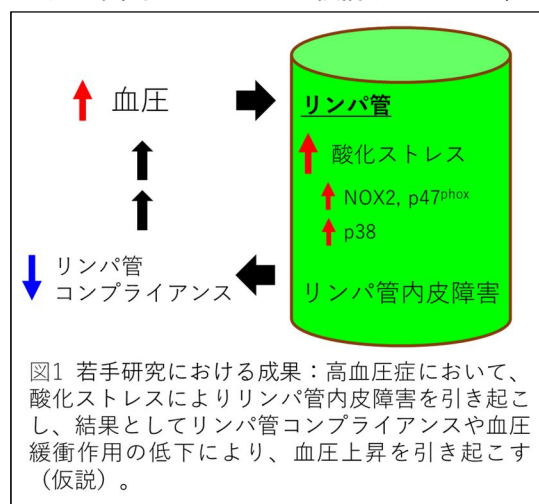 血圧
リンパ管
酸化ストレス
NOX2, p47phox
p38
リンパ管
コンプライアンス
リンパ管内皮障害
図1 若手研究における成果：高血圧症において、
酸化ストレスによりリンパ管内皮障害を引き起こ
し、結果としてリンパ管コンプライアンスや血圧
緩衝作用の低下により、血圧上昇を引き起こす
（仮説）。